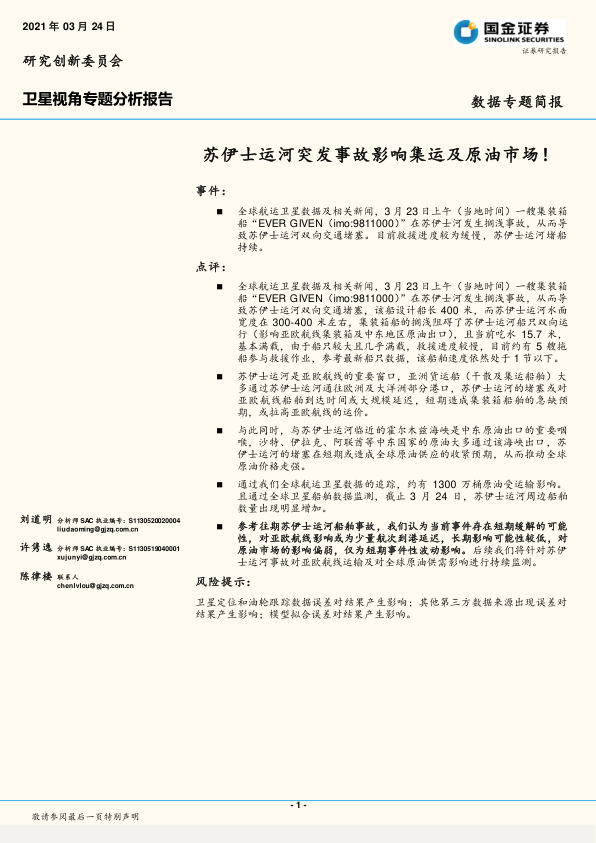 2021 年 03 月 24 日
国金证券
SINOLINK SECURITIES
证券研究报告
研究创新委员会
卫星视角专题分析报告
数据专题简报
苏伊士运河突发事故影响集运及原油市场！
事件：
■ 全球航运卫星数据及相关新闻，3 月 23 日上午（当地时间）一艘集装箱
船“EVER GIVEN（imo:9811000）”在苏伊士河发生搁浅事故，从而导
致苏伊士运河双向交通堵塞。目前救援进度较为缓慢，苏伊士运河堵船
持续。
点评：
■ 全球航运卫星数据及相关新闻，3 月 23 日上午（当地时间）一艘集装箱
船“EVER GIVEN（imo:9811000）”在苏伊士河发生搁浅事故，从而导
致苏伊士运河双向交通堵塞，该船设计船长 400 米，而苏伊士运河水面
宽度在 300-400 米左右，集装箱船的搁浅阻碍了苏伊士运河船只双向运
行（影响亚欧航线集装箱及中东地区原油出口），且当前吃水 15.7 米，
基本满载，由于船只较大且几乎满载，救援进度较慢，目前约有 5 艘拖
船参与救援作业，参考最新船只数据，该船舶速度依然处于 1 节以下。
■ 苏伊士运河是亚欧航线的重要窗口，亚洲货运船（干散及集运船舶）大
多通过苏伊士运河通往欧洲及大洋洲部分港口，苏伊士运河的堵塞或对
亚欧航线船舶到达时间或大规模延迟，短期造成集装箱船舶的急缺预
期，或拉高亚欧航线的运价。
■ 与此同时，与苏伊士运河临近的霍尔木兹海峡是中东原油出口的重要咽
喉，沙特、伊拉克、阿联酋等中东国家的原油大多通过该海峡出口，苏
伊士运河的堵塞在短期或造成全球原油供应的收紧预期，从而推动全球
原油价格走强。
■ 通过我们全球航运卫星数据的追踪，约有 1300 万桶原油受运输影响。
且通过全球卫星船舶数据监测，截止 3 月 24 日，苏伊士运河周边船舶
数量出现明显增加。
■ 参考往期苏伊士运河船舶事故，我们认为当前事件存在短期缓解的可能
性，对亚欧航线影响或为少量航次到港延迟，长期影响可能性较低，对
原油市场的影响偏弱，仅为短期事件性波动影响。后续我们将针对苏伊
士运河事故对亚欧航线运输及对全球原油供需影响进行持续监测。
风险提示：
卫星定位和油轮跟踪数据误差对结果产生影响；其他第三方数据来源出现误差对
结果产生影响；模型拟合误差对结果产生影响。
刘道明 分析师 SAC 执业编号：S1130520020004
liudaoming@gjzq.com.cn
许隽逸 分析师 SAC 执业编号：S1130519040001
xujunyi@gjzq.com.cn
陈律楼 联系人
chenlvlou@gjzq.com.cn
- 1 -
敬请参阅最后一页特别声明